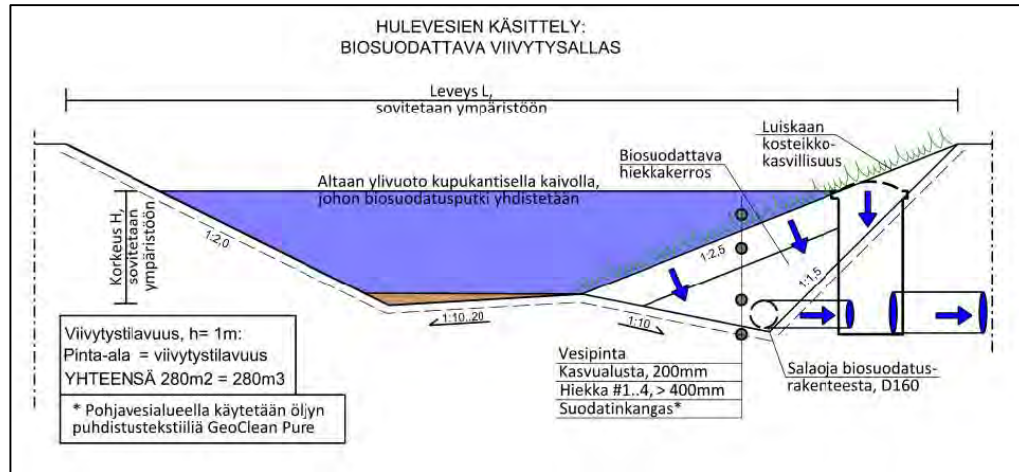 HULEVESIEN KÄSITTELY:
BIOSUODATTAVA VIIVYTYSALLAS
Leveys L,
sovitetaan ympäristöön
Luiskaan
kosteikko-
kasvillisuus
Biosuodattava
hiekkakerros
Altaan ylivuoto kupukantisella kaivolla,
johon biosuodatusputki yhdistetään
Korkeus H,
sovitetaan
ympäristöön
1:2,0
1:2,5
1:1,5
1:10..20
1:10
Viivytystilavuus, h= 1m:
Pinta-ala = viivytystilavuus
YHTEENSÄ 280m2 = 280m3
* Pohjavesialueella käytetään öljyn
puhdistustekstiiliä GeoClean Pure
Vesipinta
Kasvualusta, 200mm
Hiekka #1..4, > 400mm
Suodatinkangas*
Salaoja biosuodatus-
rakenteesta, D160